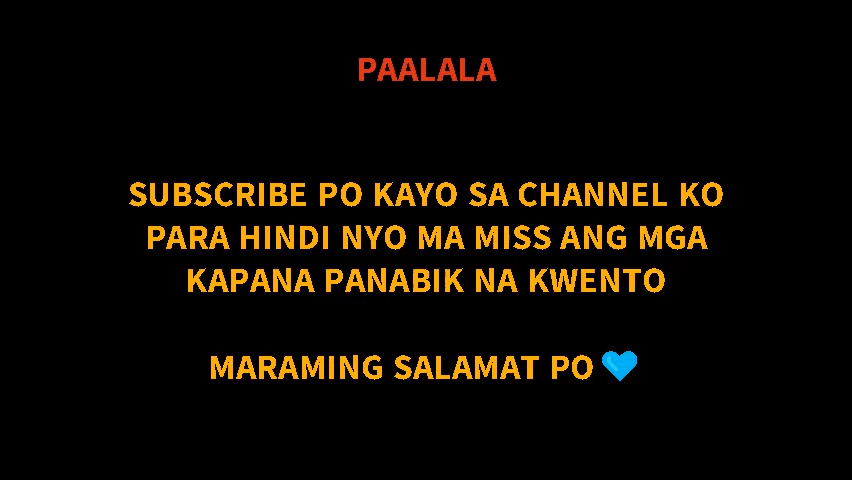 PAALALA
SUBSCRIBE PO KAYO SA CHANNEL KO
PARA HINDI NYO MA MISS ANG MGA
KAPANA PANABIK NA KWENTO
MARAMING SALAMAT PO 💙